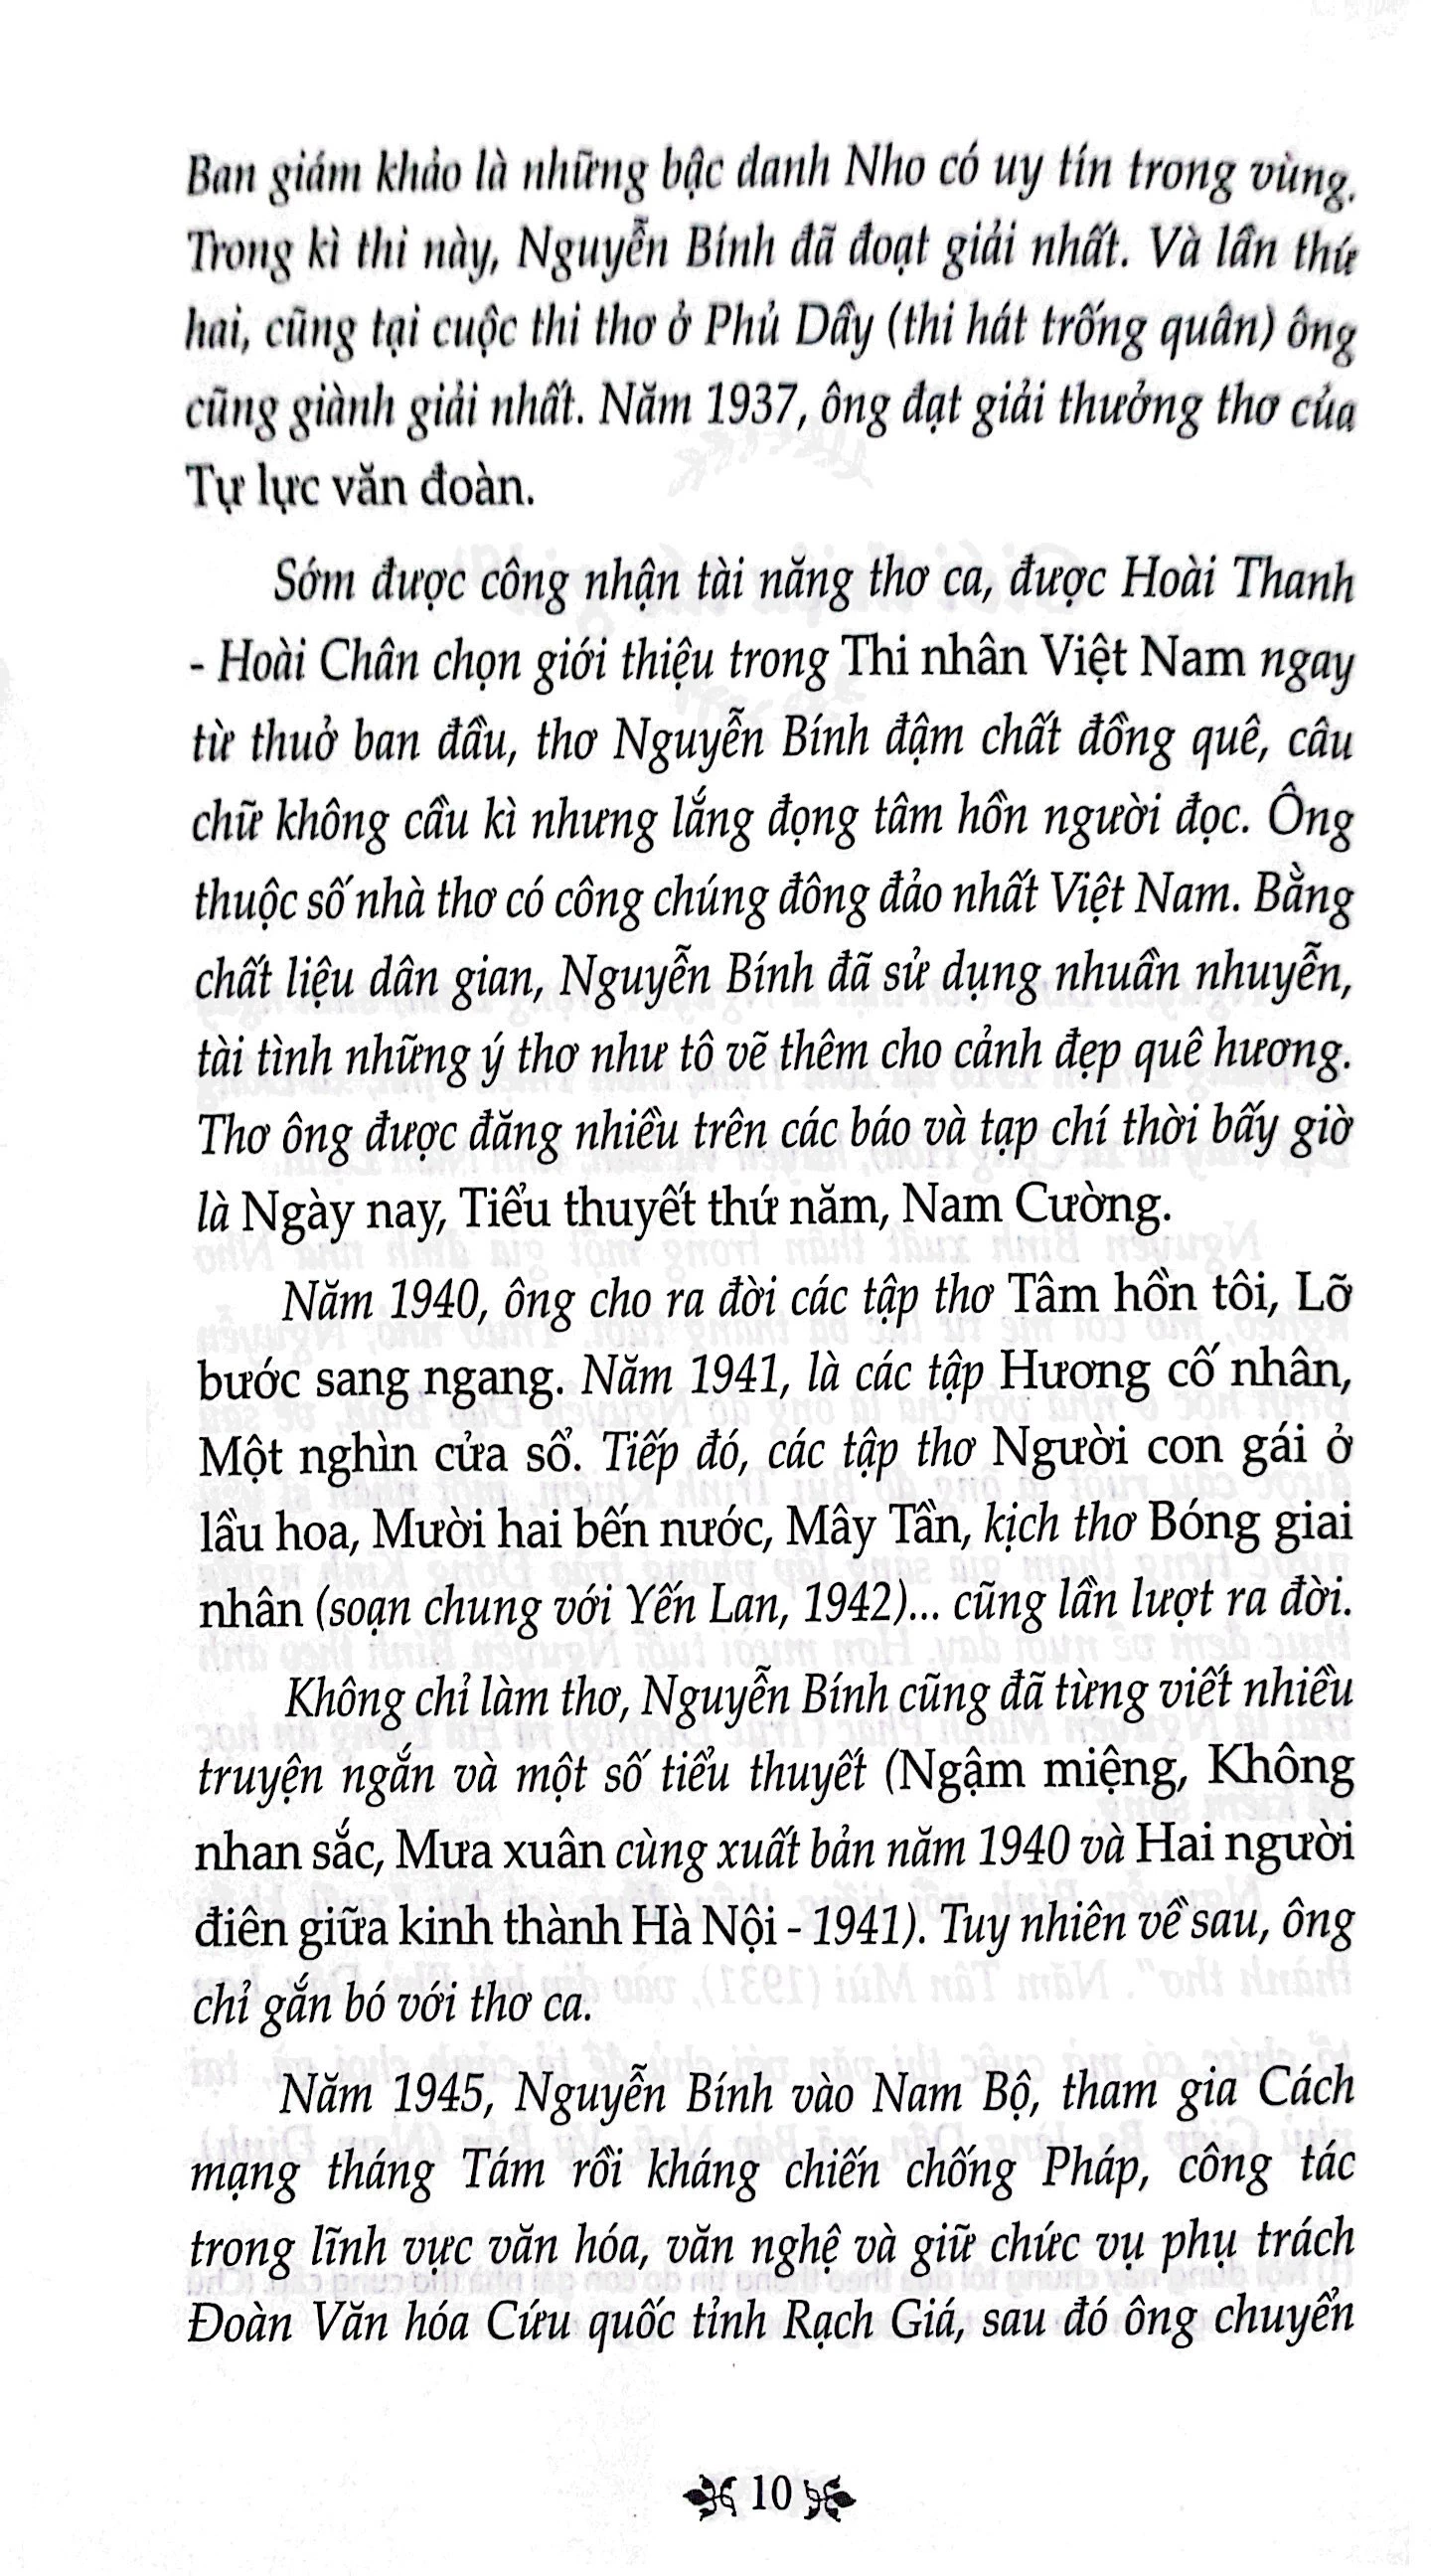 Ban giám khảo là những bậc danh Nho có uy tín trong vùng.
Trong kì thi này, Nguyễn Bính đã đoạt giải nhất. Và lần thứ
hai, cũng tại cuộc thi thơ ở Phủ Dầy (thi hát trống quân) ông
cũng giành giải nhất. Năm 1937, ông đạt giải thưởng thơ của
Tự lực văn đoàn.
Sớm được công nhận tài năng thơ ca, được Hoài Thanh
- Hoài Chân chọn giới thiệu trong Thi nhân Việt Nam ngay
từ thuở ban đầu, thơ Nguyễn Bính đậm chất đồng quê, câu
chữ không cầu kì nhưng lắng đọng tâm hồn người đọc. Ông
thuộc số nhà thơ có công chúng đông đảo nhất Việt Nam. Bằng
chất liệu dân gian, Nguyễn Bính đã sử dụng nhuần nhuyễn,
tài tình những ý thơ như tô vẽ thêm cho cảnh đẹp quê hương.
Thơ ông được đăng nhiều trên các báo và tạp chí thời bấy giờ
là Ngày nay, Tiểu thuyết thứ năm, Nam Cường.
Năm 1940, ông cho ra đời các tập thơ Tâm hồn tôi, Lỡ
bước sang ngang. Năm 1941, là các tập Hương cố nhân,
Một nghìn cửa sổ. Tiếp đó, các tập thơ Người con gái ở
lầu hoa, Mười hai bến nước, Mây Tần, kịch thơ Bóng giai
nhân (soạn chung với Yến Lan, 1942)... cũng lần lượt ra đời.
Không chỉ làm thơ, Nguyễn Bính cũng đã từng viết nhiều
truyện ngắn và một số tiểu thuyết (Ngậm miệng, Không
nhan sắc, Mưa xuân cùng xuất bản năm 1940 và Hai người
điên giữa kinh thành Hà Nội - 1941). Tuy nhiên về sau, ông
chỉ gắn bó với thơ ca.
Năm 1945, Nguyễn Bính vào Nam Bộ, tham gia Cách
mạng tháng Tám rồi kháng chiến chống Pháp, công tác
trong lĩnh vực văn hóa, văn nghệ và giữ chức vụ phụ trách
Đoàn Văn hóa Cứu quốc tỉnh Rạch Giá, sau đó ông chuyển
10